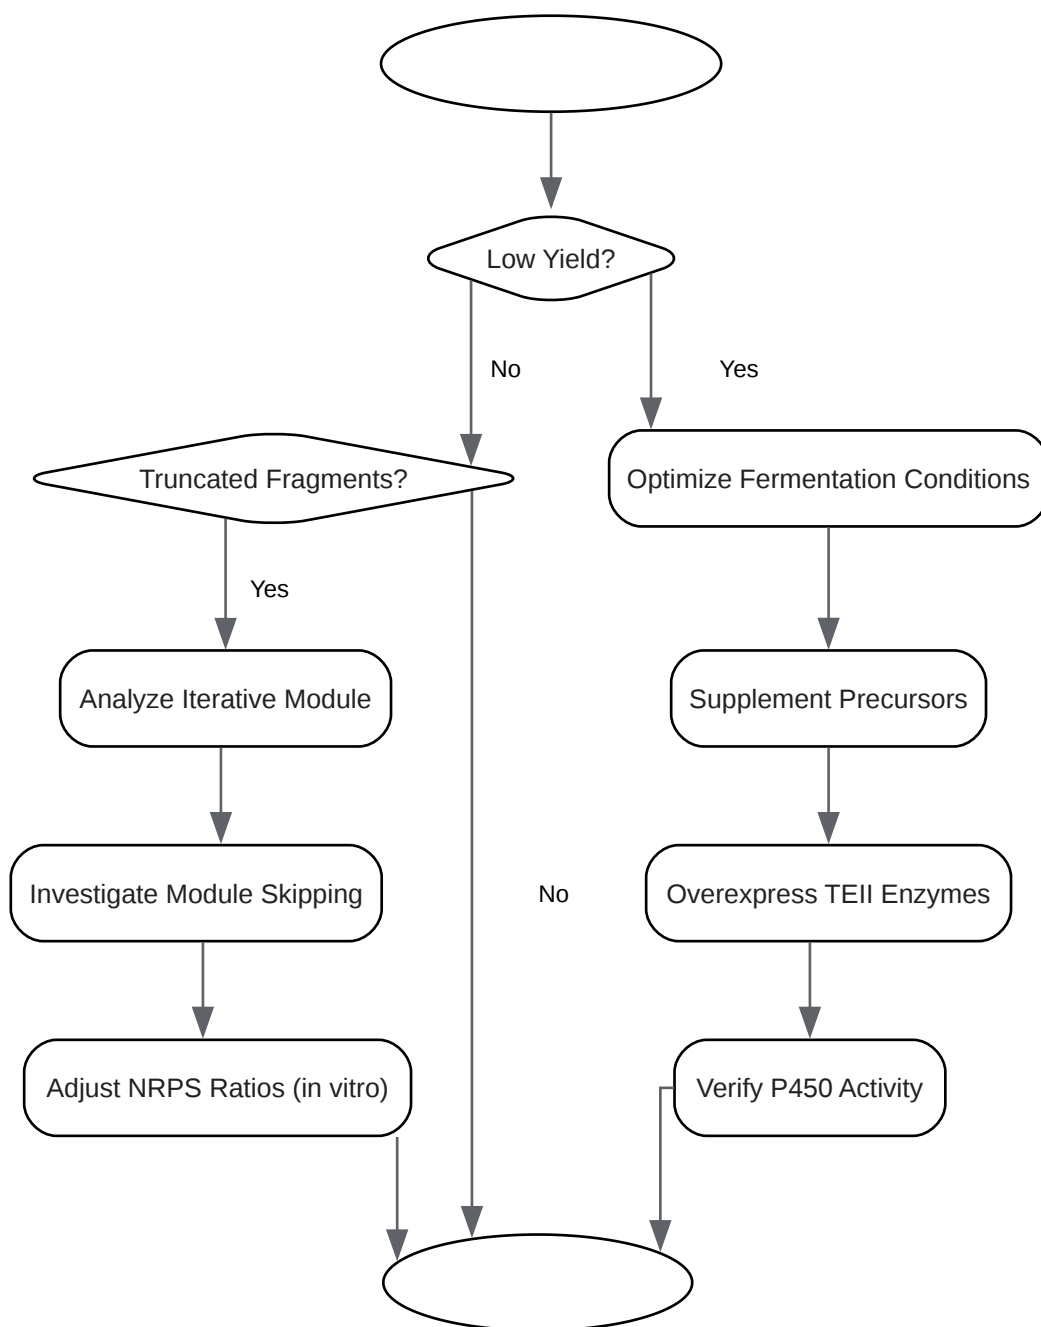 Low Yield?
No
Yes
Truncated Fragments?
Optimize Fermentation Conditions
Yes
Analyze Iterative Module
Supplement Precursors
Investigate Module Skipping
No
Overexpress TEII Enzymes
Adjust NRPS Ratios (in vitro)
Verify P450 Activity